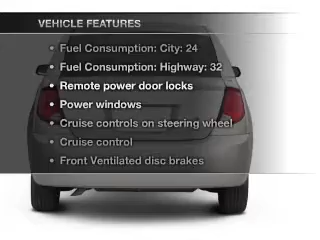 VEHICLE FEATURES
• Fuel Consumption: City: 24
• Fuel Consumption: Highway: 32
• Remote power door locks
• Power windows
• Cruise controls on steering wheel
• Cruise control
• Front Ventilated disc brakes